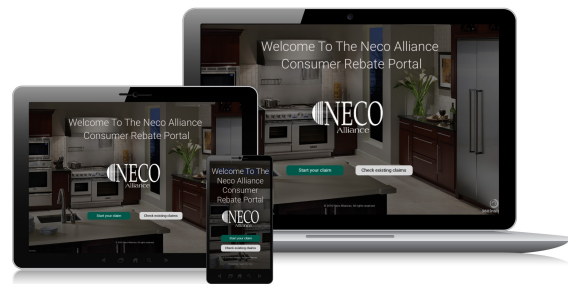 Welcome To The Neco Alliance
Consumer Rebate Portal
NECO
Alliance
Start your claim
Check existing claims
Welcome To The Neco Alliance
Consumer Rebate Portal
NECO
Alliance
Start your claim
Check existing claims
Welcome To The
Neco Alliance
Consumer
Rebate Portal
NECO
Alliance
Start your claim
Check existing claims